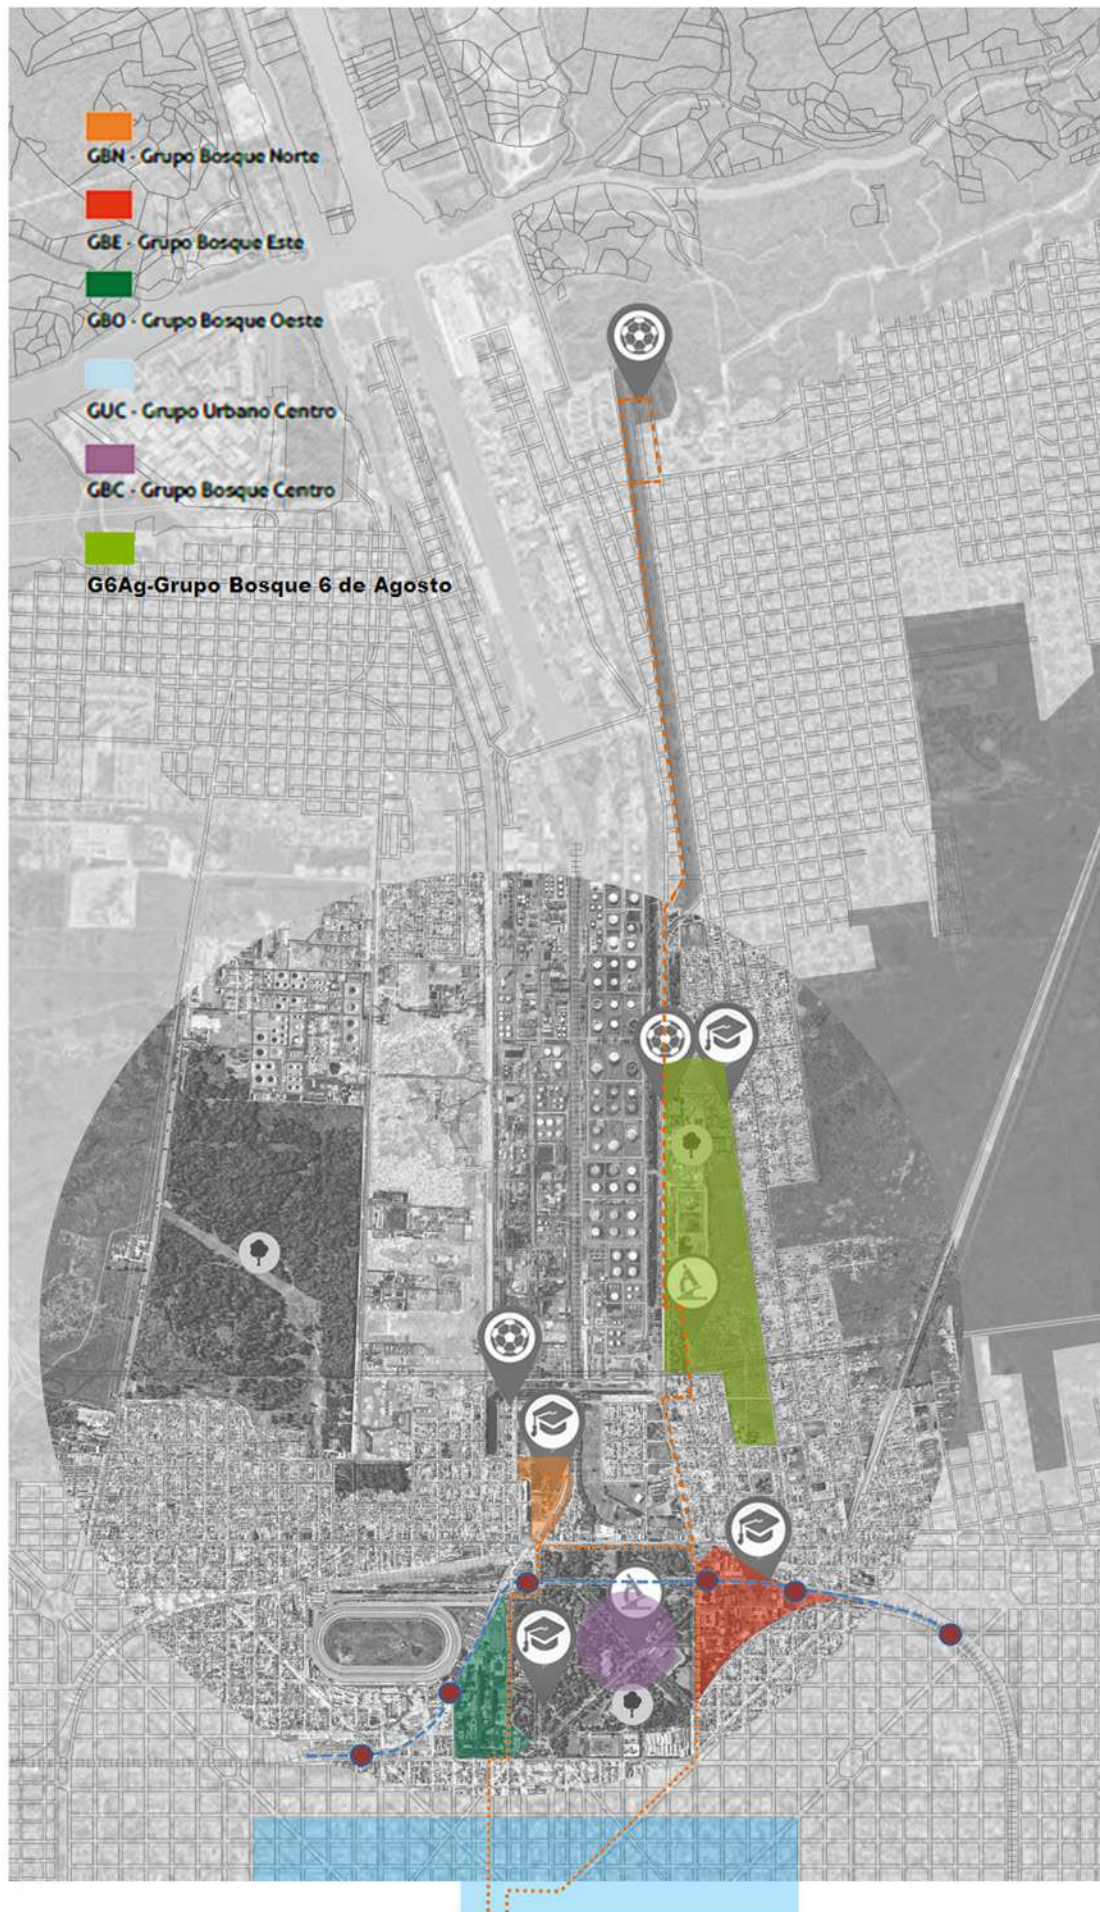 GBN - Grupo Bosque Norte
GBE - Grupo Bosque Este
GBO - Grupo Bosque Oeste
GUC - Grupo Urbano Centro
GBC - Grupo Bosque Centro
G6Ag-Grupo Bosque 6 de Agosto